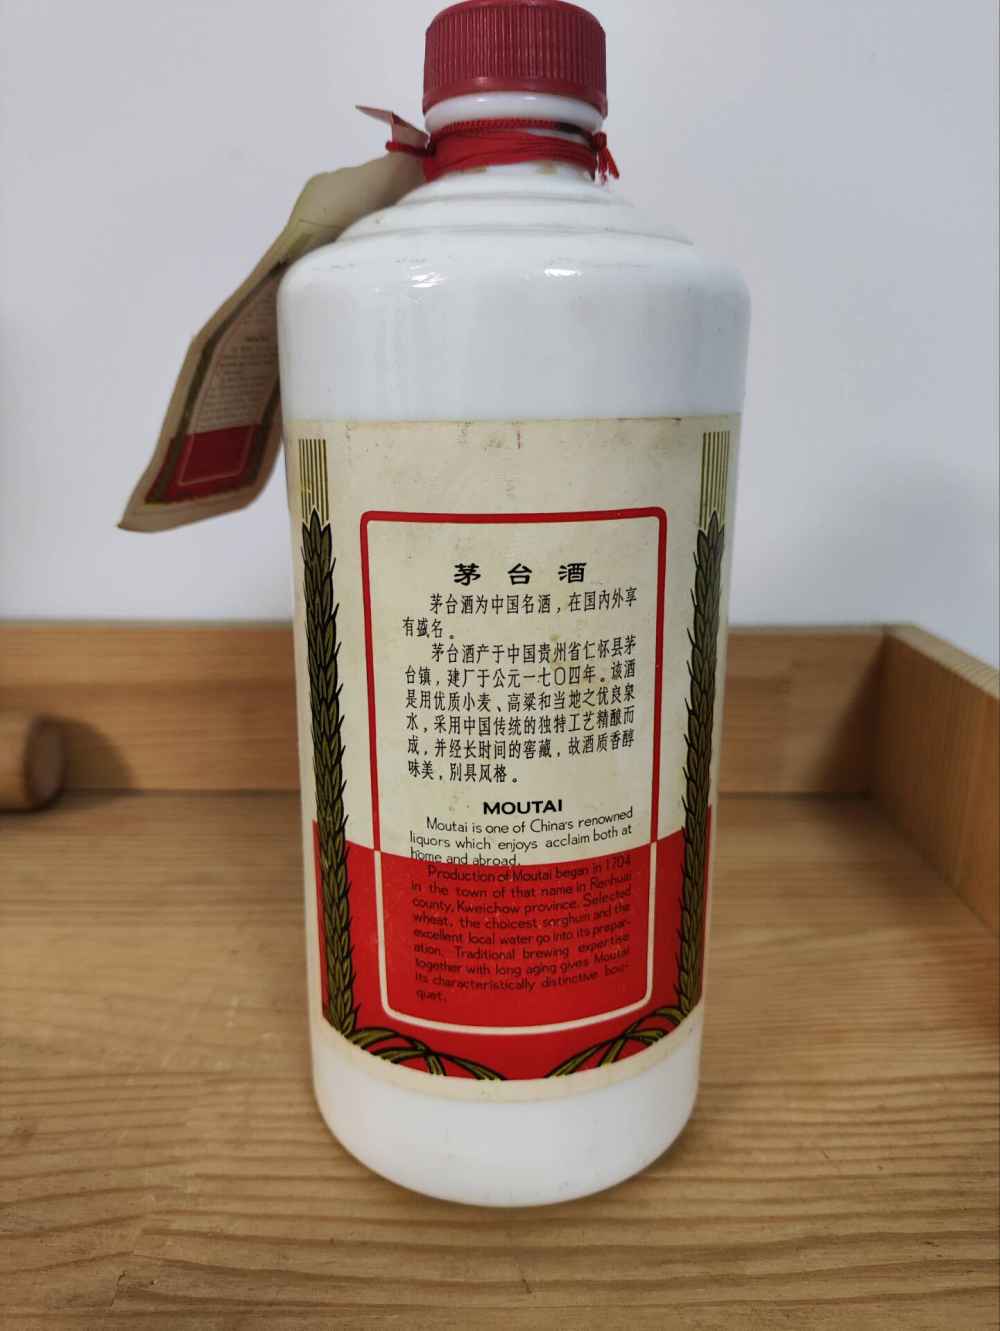 茅台酒
茅台酒为中国名酒，在国内外享
有盛名。
茅台酒产于中国贵州省仁怀县茅
台镇，建厂于公元一七〇四年。该酒
是用优质小麦、高粱和当地之优良泉
水，采用中国传统的独特工艺精酿而
成，并经长时间的窖藏，故酒质香醇
味美，别具风格。
MOUTAI
Moutai is one of China's renowned
liquors which enjoys acclaim both at
home and abroad.
Production of Moutai began in 1704
in the town of that name in Renhuai
county, Kweichow province. Selected
wheat, the choicest sorghum and the
excellent local water go into its prepar-
ation. Traditional brewing expertise
together with long aging gives Moutai
its characteristically distinctive bou-
quet.